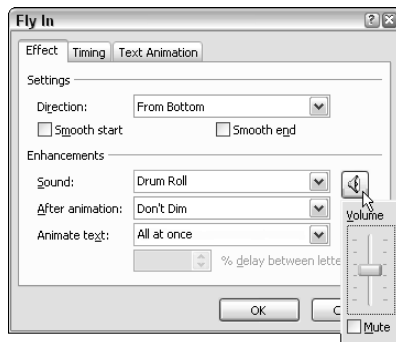 Fly In
Effect Timing Text Animation
Settings
Direction: From Bottom
Smooth start Smooth end
Enhancements
Sound: Drum Roll
After animation: Don't Dim
Volume
Animate text: All at once
% delay between lette
OK
Mute